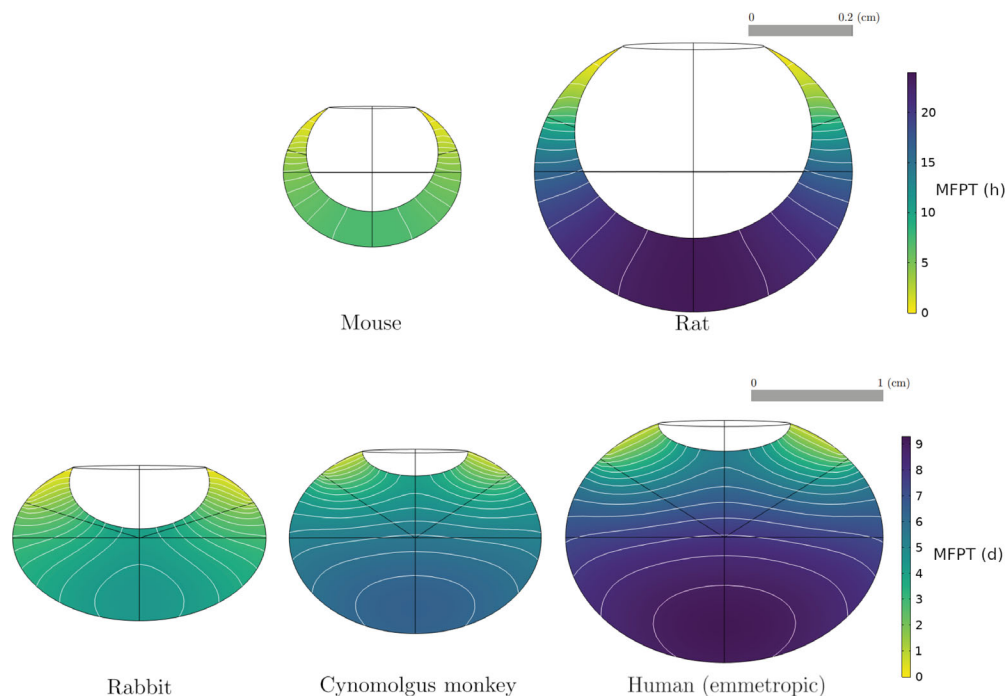 0 0.2 (cm)
20
15
MFPT (h)
10
5
0
Mouse Rat
0 1 (cm)
9
8
7
6
5
MFPT (d)
4
3
2
1
0
Rabbit Cynomolgus monkey Human (emmetropic)